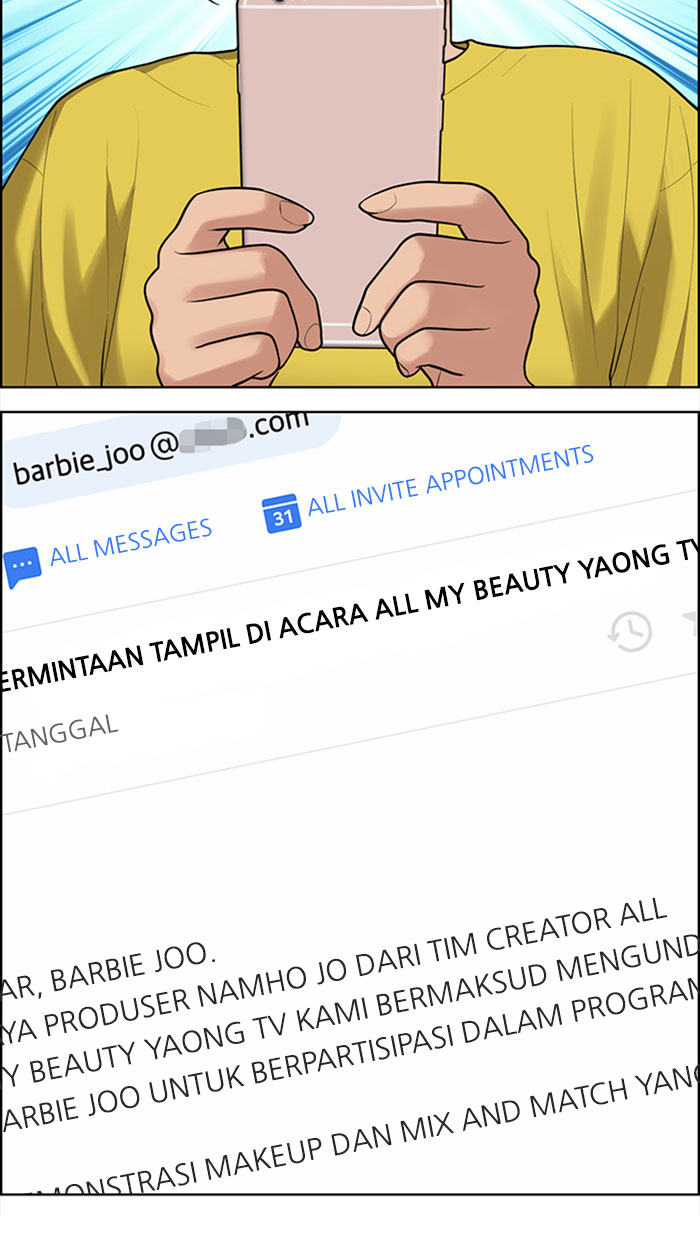 barbie_joo@ .com
ALL MESSAGES
31 ALL INVITE APPOINTMENTS
ERMINTAAN TAMPIL DI ACARA ALL MY BEAUTY YAONG TV
TANGGAL
AR, BARBIE JOO.
YA PRODUSER NAMHO JO DARI TIM CREATOR ALL
Y BEAUTY YAONG TV KAMI BERMAKSUD MENGUND
ARBIE JOO UNTUK BERPARTISIPASI DALAM PROGRAM
MONSTRASI MAKEUP DAN MIX AND MATCH YANG